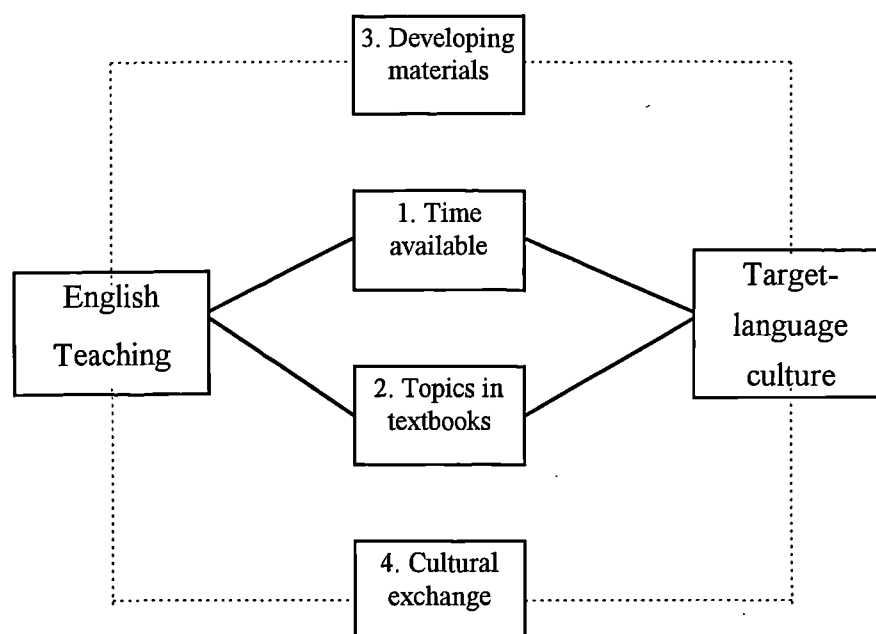 3. Developing
materials
1. Time
available
English
Teaching
Target-
language
culture
2. Topics in
textbooks
4. Cultural
exchange